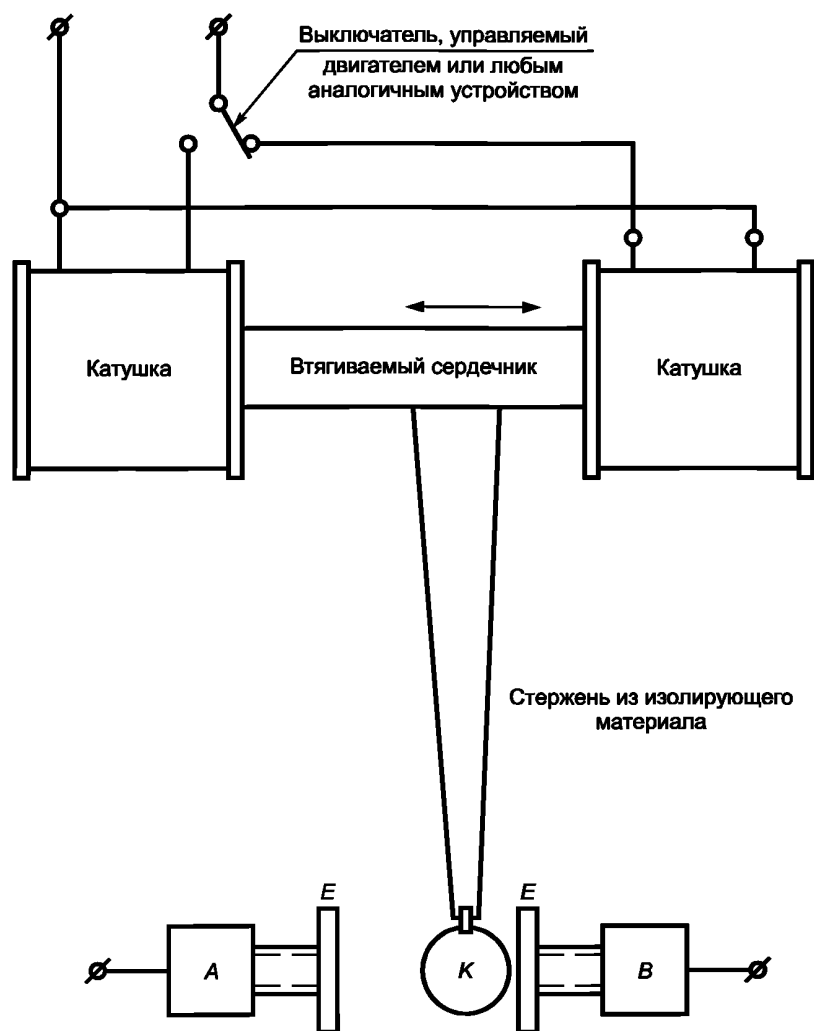 Выключатель, управляемый
двигателем или любым
аналогичным устройством
Катушка
Втягиваемый сердечник
Катушка
Стержень из изолирующего
материала
E
E
A
K
B